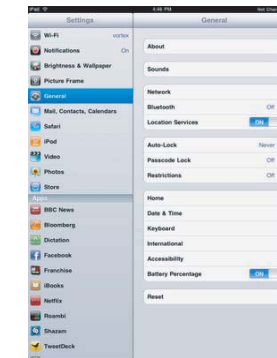 iPad
4:48 PM
Not Charging
Settings
General
Wi-Fi vortex
Notifications On
Brightness & Wallpaper
Picture Frame
General
Mail, Contacts, Calendars
Safari
iPod
Video
Photos
Store
Apps
BBC News
Bloomberg
Dictation
Facebook
Franchise
iBooks
Netflix
Roambi
Shazam
TweetDeck
About
Sounds
Network
Bluetooth Off
Location Services ON
Auto-Lock Never
Passcode Lock Off
Restrictions Off
Home
Date & Time
Keyboard
International
Accessibility
Battery Percentage ON
Reset